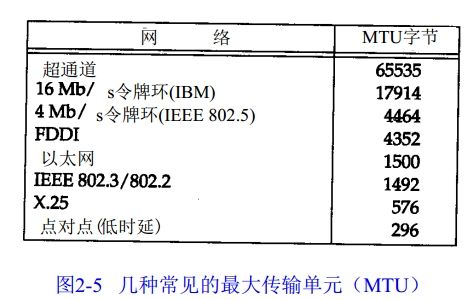 网 络 MTU字节
超通道 65535
16 Mb/s令牌环(IBM) 17914
4 Mb/s令牌环(IEEE 802.5) 4464
FDDI 4352
以太网 1500
IEEE 802.3/802.2 1492
X.25 576
点对点(低时延) 296
图2-5 几种常见的最大传输单元（MTU）